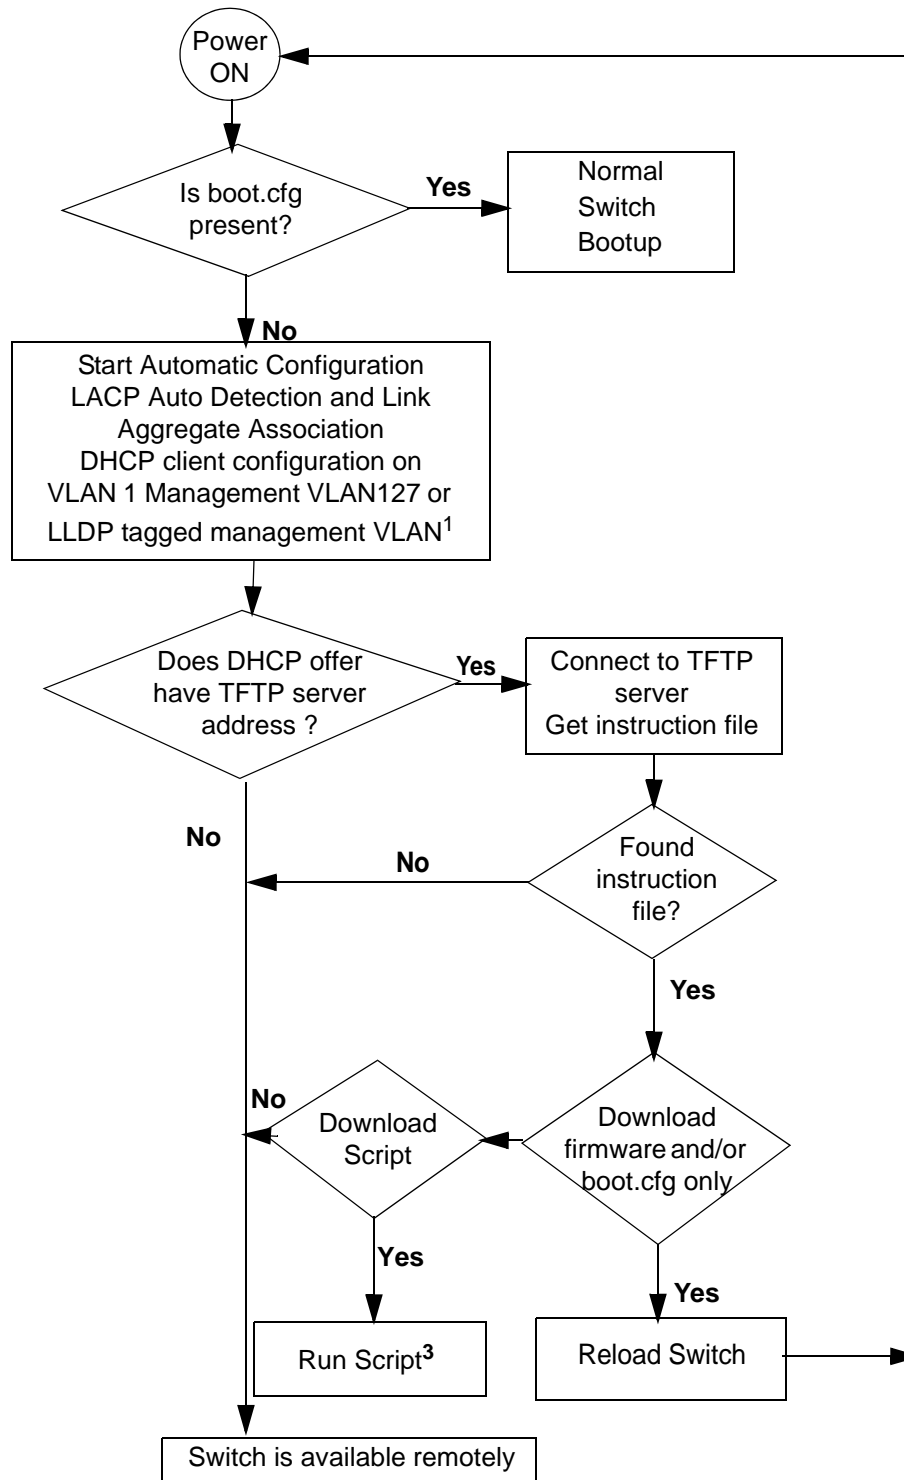 Power
ON
Is boot.cfg
present?
Yes
Normal
Switch
Bootup
No
Start Automatic Configuration
LACP Auto Detection and Link
Aggregate Association
DHCP client configuration on
VLAN 1 Management VLAN127 or
LLDP tagged management VLAN1
Does DHCP offer
have TFTP server
address ?
Yes
Connect to TFTP
server
Get instruction file
No
No
Found
instruction
file?
Yes
No
Download
Script
Download
firmware and/or
boot.cfg only
Yes
Yes
Run Script3
Reload Switch
Switch is available remotely